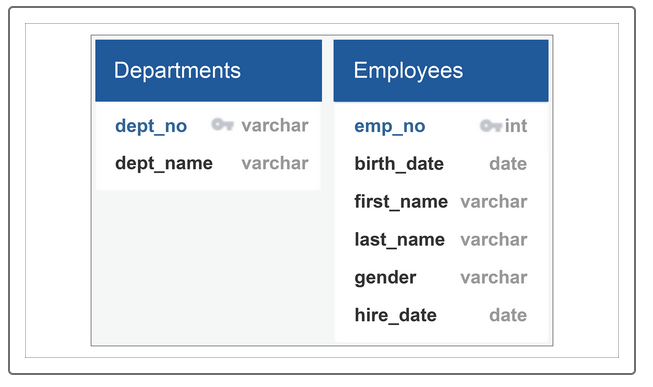 Departments
dept_no varchar
dept_name varchar
Employees
emp_no int
birth_date date
first_name varchar
last_name varchar
gender varchar
hire_date date